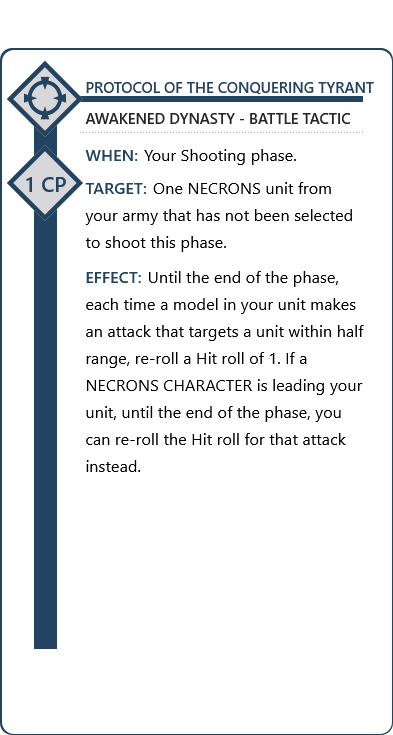 PROTOCOL OF THE CONQUERING TYRANT
AWAKENED DYNASTY - BATTLE TACTIC
1 CP
WHEN: Your Shooting phase.
TARGET: One NECRONS unit from
your army that has not been selected
to shoot this phase.
EFFECT: Until the end of the phase,
each time a model in your unit makes
an attack that targets a unit within half
range, re-roll a Hit roll of 1. If a
NECRONS CHARACTER is leading your
unit, until the end of the phase, you
can re-roll the Hit roll for that attack
instead.